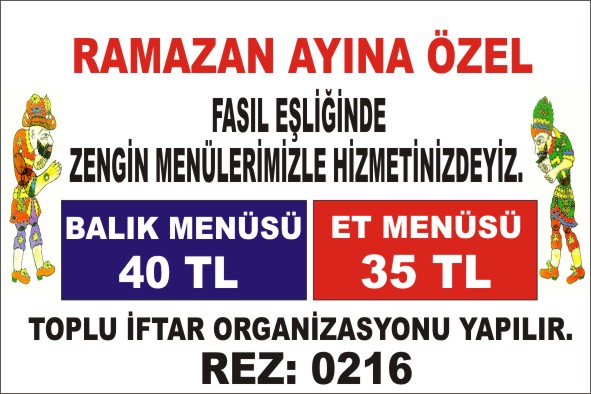 RAMAZAN AYINA ÖZEL
FASIL EŞLİĞİNDE
ZENGİN MENÜLERİMİZLE HİZMETİNİZDEYİZ.
BALIK MENÜSÜ
40 TL
ET MENÜSÜ
35 TL
TOPLU İFTAR ORGANİZASYONU YAPILIR.
REZ: 0216